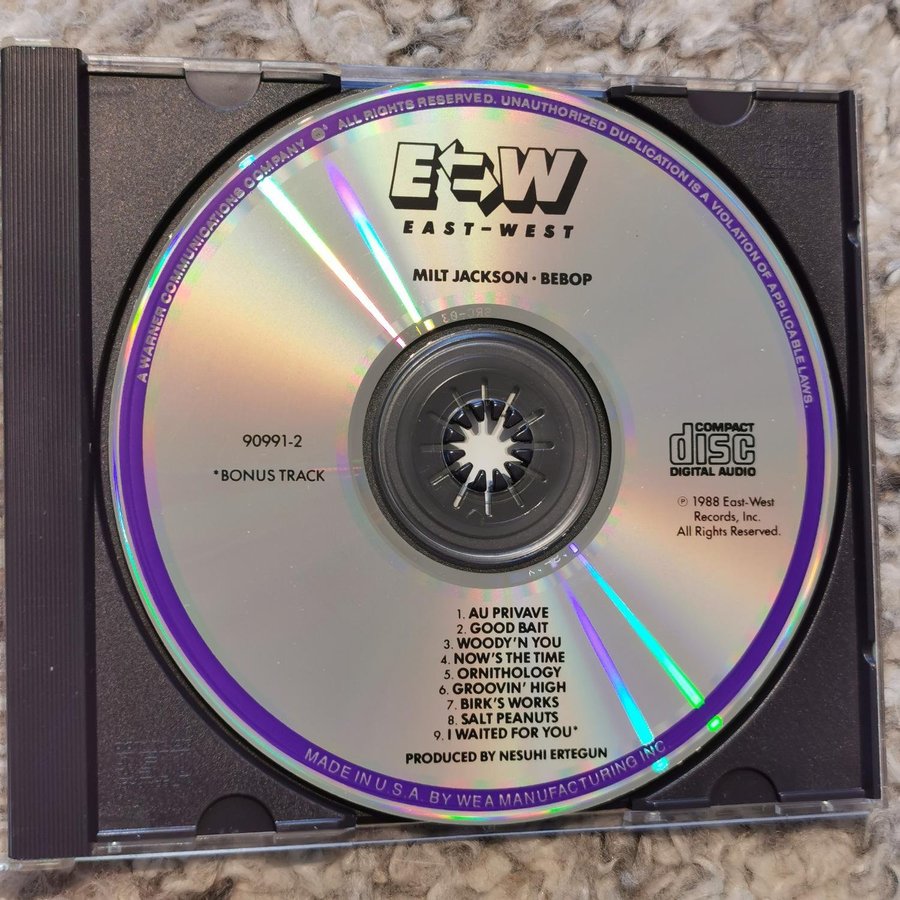 A WARNER COMMUNICATIONS COMPANY ALL RIGHTS RESERVED. UNAUTHORIZED DUPLICATION IS A VIOLATION OF APPLICABLE LAWS.
E W
EAST-WEST
MILT JACKSON · BEBOP
90991-2
*BONUS TRACK
COMPACT
disc
DIGITAL AUDIO
℗ 1988 East-West
Records, Inc.
All Rights Reserved.
1. AU PRIVAVE
2. GOOD BAIT
3. WOODY'N YOU
4. NOW'S THE TIME
5. ORNITHOLOGY
6. GROOVIN' HIGH
7. BIRK'S WORKS
8. SALT PEANUTS
9. I WAITED FOR YOU*
PRODUCED BY NESUHI ERTEGUN
MADE IN U.S.A. BY WEA MANUFACTURING INC.